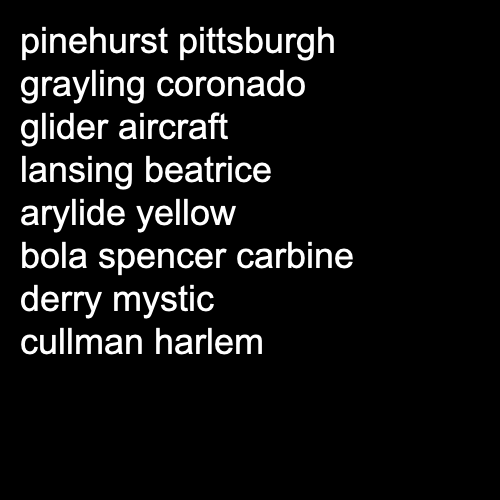 pinehurst pittsburgh
grayling coronado
glider aircraft
lansing beatrice
arylide yellow
bola spencer carbine
derry mystic
cullman harlem